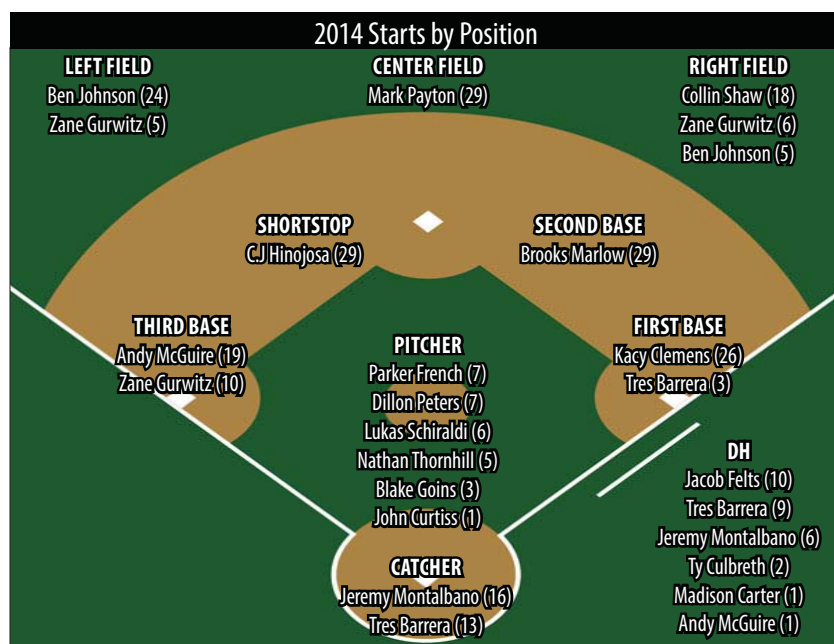 2014 Starts by Position
LEFT FIELD
Ben Johnson (24)
Zane Gurwitz (5)
CENTER FIELD
Mark Payton (29)
RIGHT FIELD
Collin Shaw (18)
Zane Gurwitz (6)
Ben Johnson (5)
SHORTSTOP
C.J Hinojosa (29)
SECOND BASE
Brooks Marlow (29)
THIRD BASE
Andy McGuire (19)
Zane Gurwitz (10)
PITCHER
Parker French (7)
Dillon Peters (7)
Lukas Schiraldi (6)
Nathan Thornhill (5)
Blake Goins (3)
John Curtiss (1)
FIRST BASE
Kacy Clemens (26)
Tres Barrera (3)
DH
Jacob Felts (10)
Tres Barrera (9)
Jeremy Montalbano (6)
Ty Culbreth (2)
Madison Carter (1)
Andy McGuire (1)
CATCHER
Jeremy Montalbano (16)
Tres Barrera (13)